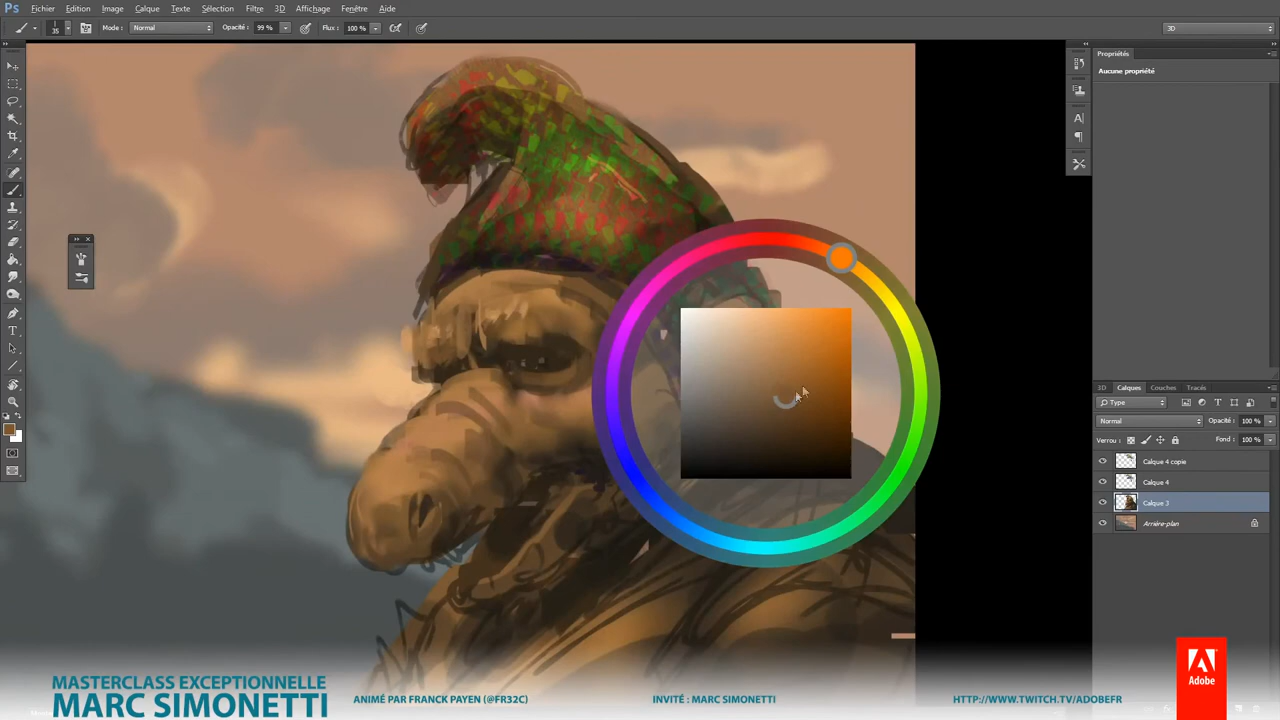 Ps Fichier Edition Image Calque Texte Sélection Filtre 3D Affichage Fenêtre Aide
35 Mode : Normal Opacité : 99 % Flux : 100 % 3D
Propriétés
Aucune propriété
3D Calques Couches Tracés
Type
Normal Opacité : 100 %
Verrou : Fond : 100 %
Calque 4 copie
Calque 4
Calque 3
Arrière-plan
MASTERCLASS EXCEPTIONNELLE
MARC SIMONETTI
ANIMÉ PAR FRANCK PAYEN (@FR32C)
INVITÉ : MARC SIMONETTI
HTTP://WWW.TWITCH.TV/ADOBEFR
Adobe